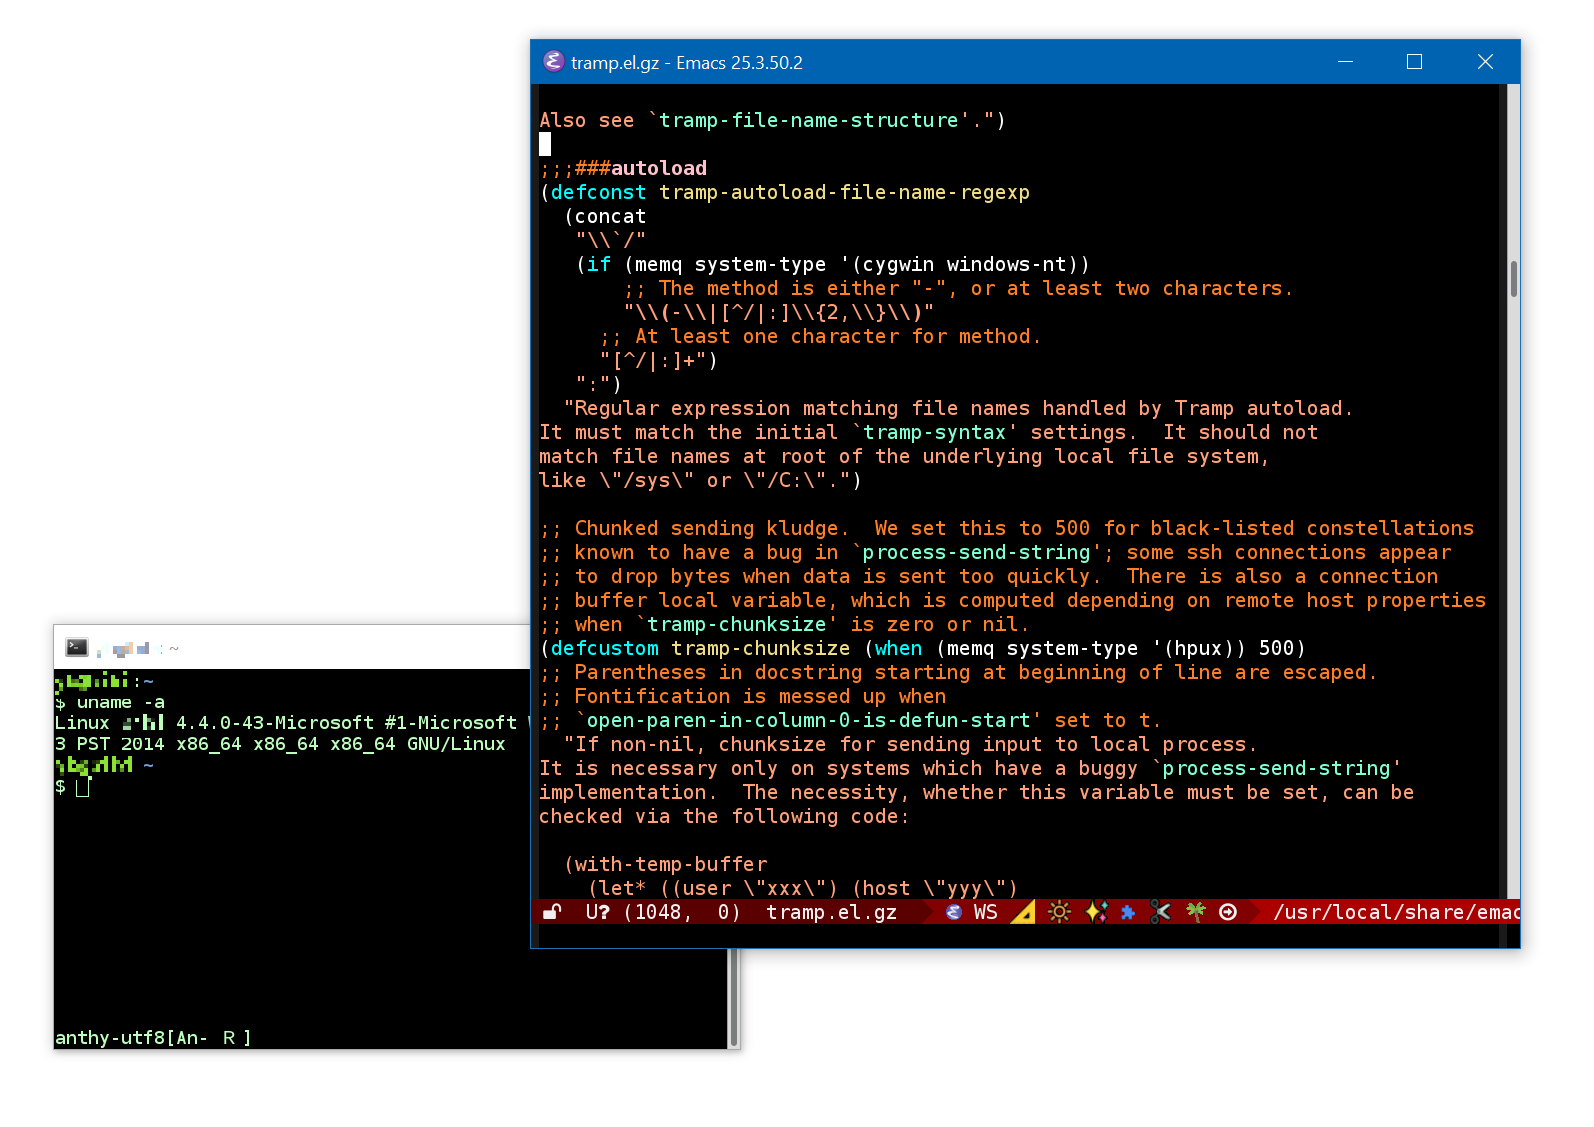 tramp.el.gz - Emacs 25.3.50.2
Also see `tramp-file-name-structure'.")
;;;###autoload
(defconst tramp-autoload-file-name-regexp
  (concat
   "\\`/"
   (if (memq system-type '(cygwin windows-nt))
       ;; The method is either "-", or at least two characters.
       "\\(-\\|[^/|:]\\{2,\\}\\)"
     ;; At least one character for method.
     "[^/|:]+")
   ":")
  "Regular expression matching file names handled by Tramp autoload.
It must match the initial `tramp-syntax' settings.  It should not
match file names at root of the underlying local file system,
like \"/sys\" or \"/C:\".")
;; Chunked sending kludge.  We set this to 500 for black-listed constellations
;; known to have a bug in `process-send-string'; some ssh connections appear
;; to drop bytes when data is sent too quickly.  There is also a connection
;; buffer local variable, which is computed depending on remote host properties
;; when `tramp-chunksize' is zero or nil.
(defcustom tramp-chunksize (when (memq system-type '(hpux)) 500)
;; Parentheses in docstring starting at beginning of line are escaped.
;; Fontification is messed up when
;; `open-paren-in-column-0-is-defun-start' set to t.
  "If non-nil, chunksize for sending input to local process.
It is necessary only on systems which have a buggy `process-send-string'
implementation.  The necessity, whether this variable must be set, can be
checked via the following code:
  (with-temp-buffer
    (let* ((user \"xxx\") (host \"yyy\")
U? (1048,  0)  tramp.el.gz WS /usr/local/share/emac
: ~
:~
$ uname -a
Linux 4.4.0-43-Microsoft #1-Microsoft
3 PST 2014 x86_64 x86_64 x86_64 GNU/Linux
~
$
anthy-utf8[An- R ]